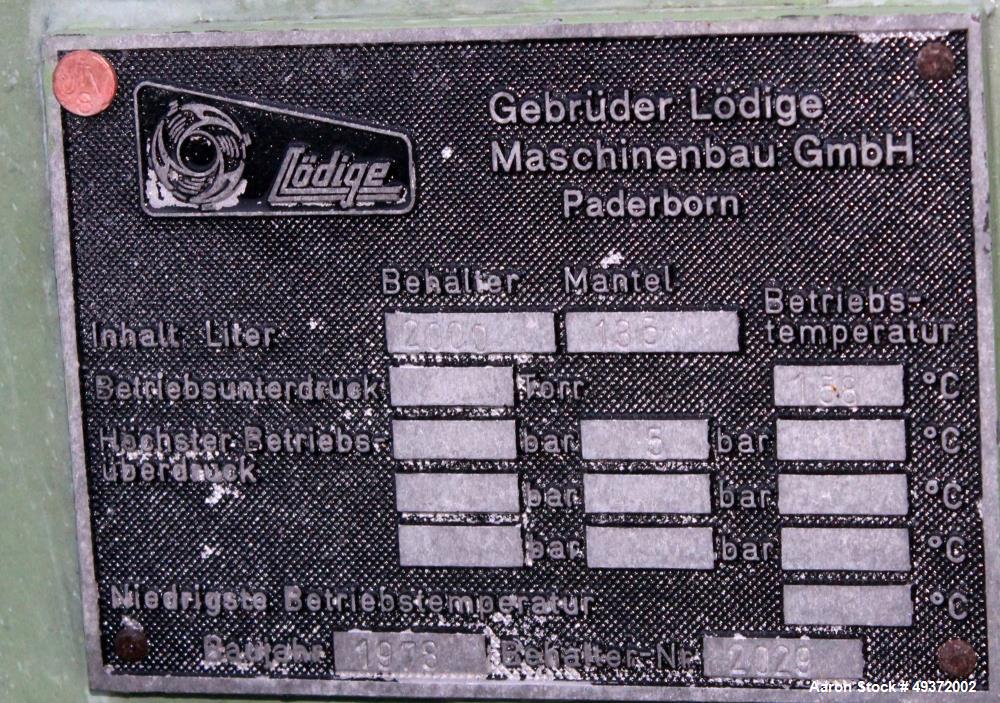 Lödige
Gebrüder Lödige
Maschinenbau GmbH
Paderborn
Behälter Mantel
Betriebs-
temperatur
Inhalt: Liter 2000 135
Betriebsunterdruck Torr 158 °C
Höchster Betriebs- bar 5 bar °C
überdruck
bar bar °C
bar bar °C
Niedrigste Betriebstemperatur °C
Baujahr 1978 Behälter-Nr. 2029
Aaron Stock # 49372002